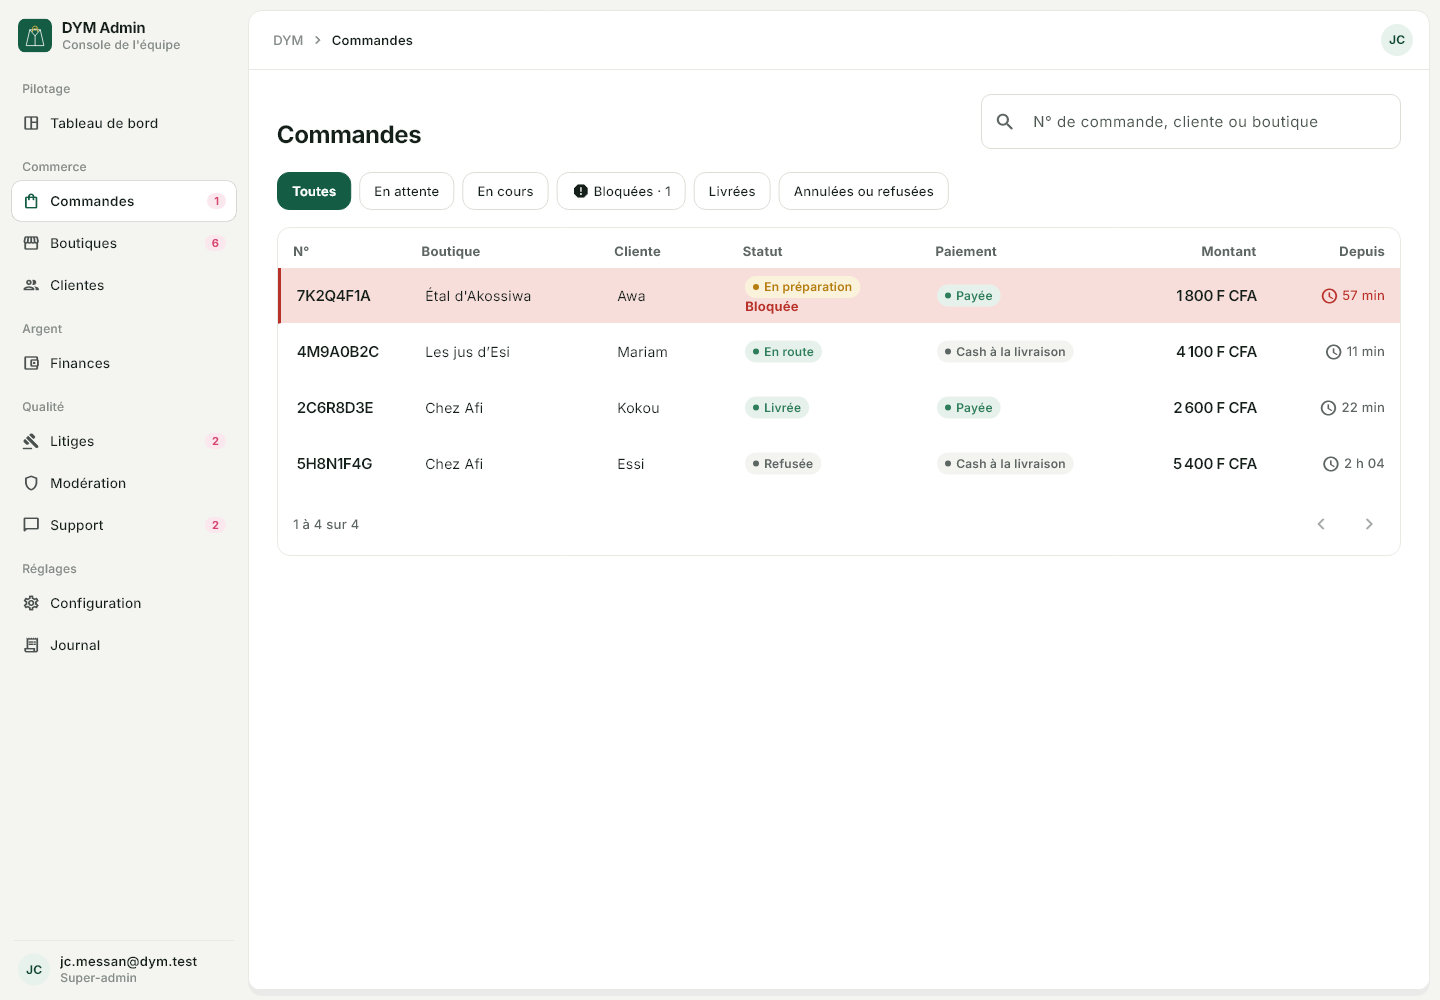 DYM Admin
Console de l'équipe
Pilotage
Tableau de bord
Commerce
Commandes 1
Boutiques 6
Clientes
Argent
Finances
Qualité
Litiges 2
Modération
Support 2
Réglages
Configuration
Journal
JC jc.messan@dym.test
Super-admin
DYM > Commandes
JC
Commandes
N° de commande, cliente ou boutique
Toutes En attente En cours Bloquées · 1 Livrées Annulées ou refusées
N° Boutique Cliente Statut Paiement Montant Depuis
7K2Q4F1A Étal d'Akossiwa Awa En préparation Payée 1 800 F CFA 57 min
Bloquée
4M9A0B2C Les jus d’Esi Mariam En route Cash à la livraison 4 100 F CFA 11 min
2C6R8D3E Chez Afi Kokou Livrée Payée 2 600 F CFA 22 min
5H8N1F4G Chez Afi Essi Refusée Cash à la livraison 5 400 F CFA 2 h 04
1 à 4 sur 4